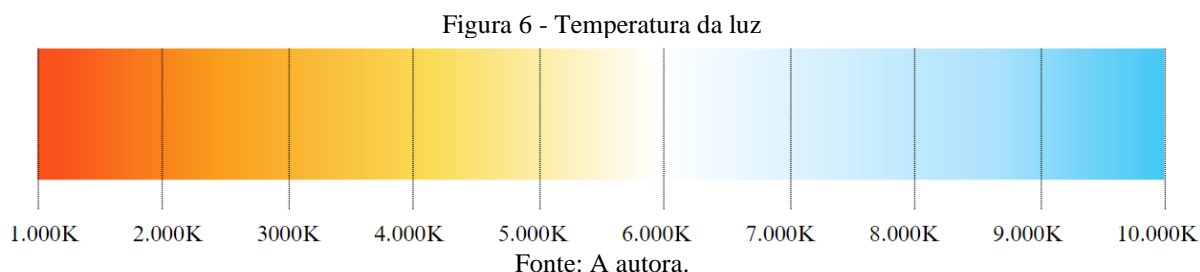 Figura 6 - Temperatura da luz
1.000K 2.000K 3000K 4.000K 5.000K 6.000K 7.000K 8.000K 9.000K 10.000K
Fonte: A autora.